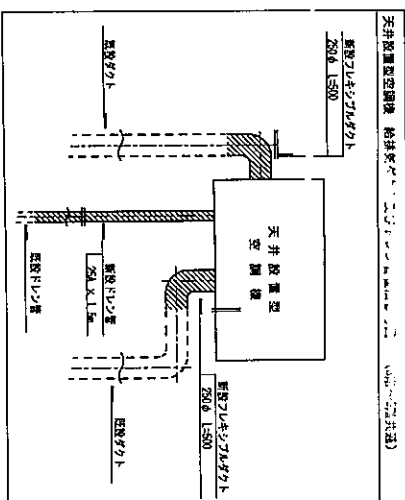 天井設置型空調機 給排気
新設フレキシブルダクト
250φ L=500
既設ダクト
天井設置型
空調機
新設ドレン管
25A × 1.5m
既設ドレン管
新設フレキシブルダクト
250φ L=500
既設ダクト